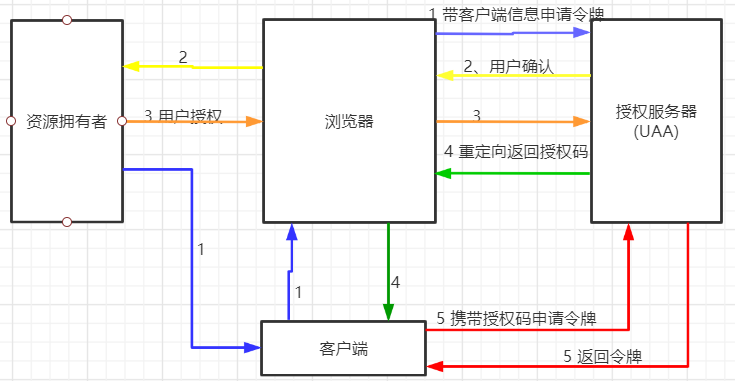 1 带客户端信息申请令牌
2
2、用户确认
资源拥有者
3 用户授权
浏览器
3
授权服务器
(UAA)
4 重定向返回授权码
1
1
4
5 携带授权码申请令牌
客户端
5 返回令牌